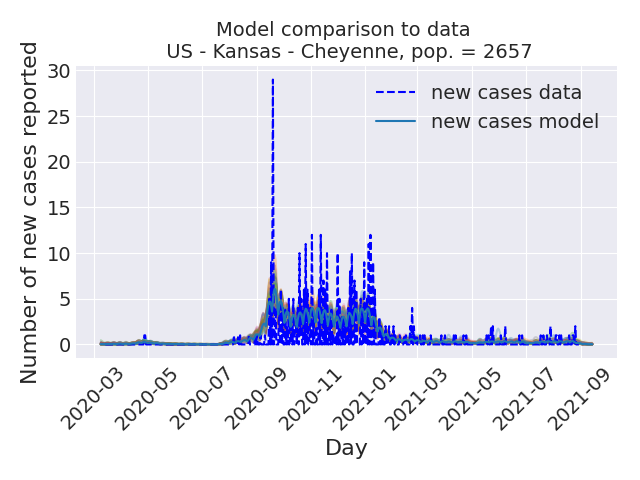 Model comparison to data
US - Kansas - Cheyenne, pop. = 2657
new cases data
new cases model
Number of new cases reported
30
25
20
15
10
5
0
2020-03
2020-05
2020-07
2020-09
2020-11
2021-01
2021-03
2021-05
2021-07
2021-09
Day